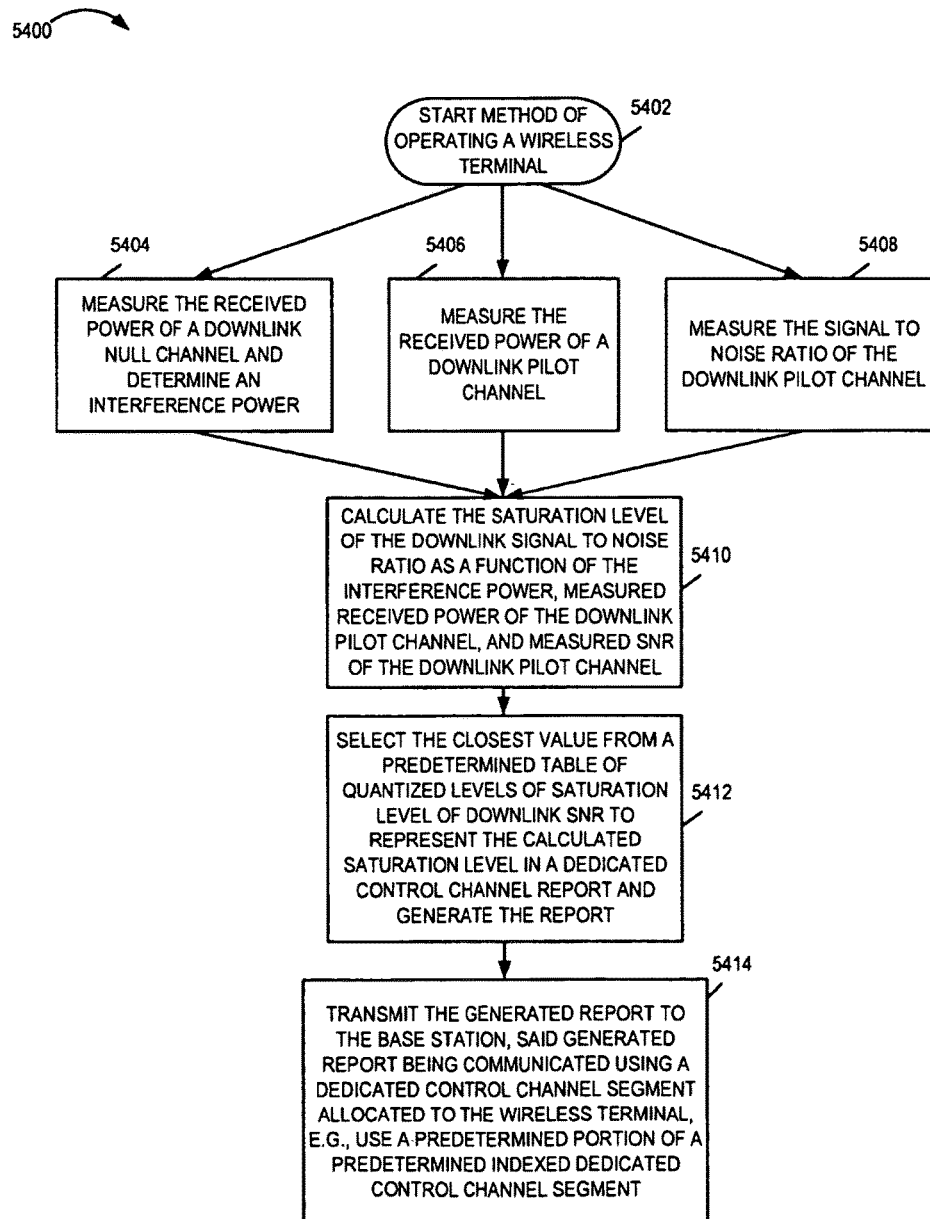 5400
START METHOD OF
OPERATING A WIRELESS
TERMINAL
5402
5404
MEASURE THE RECEIVED
POWER OF A DOWNLINK
NULL CHANNEL AND
DETERMINE AN
INTERFERENCE POWER
5406
MEASURE THE
RECEIVED POWER OF A
DOWNLINK PILOT
CHANNEL
5408
MEASURE THE SIGNAL TO
NOISE RATIO OF THE
DOWNLINK PILOT CHANNEL
CALCULATE THE SATURATION LEVEL
OF THE DOWNLINK SIGNAL TO NOISE
RATIO AS A FUNCTION OF THE
INTERFERENCE POWER, MEASURED
RECEIVED POWER OF THE DOWNLINK
PILOT CHANNEL, AND MEASURED SNR
OF THE DOWNLINK PILOT CHANNEL
5410
SELECT THE CLOSEST VALUE FROM A
PREDETERMINED TABLE OF
QUANTIZED LEVELS OF SATURATION
LEVEL OF DOWNLINK SNR TO
REPRESENT THE CALCULATED
SATURATION LEVEL IN A DEDICATED
CONTROL CHANNEL REPORT AND
GENERATE THE REPORT
5412
5414
TRANSMIT THE GENERATED REPORT TO
THE BASE STATION, SAID GENERATED
REPORT BEING COMMUNICATED USING A
DEDICATED CONTROL CHANNEL SEGMENT
ALLOCATED TO THE WIRELESS TERMINAL,
E.G., USE A PREDETERMINED PORTION OF A
PREDETERMINED INDEXED DEDICATED
CONTROL CHANNEL SEGMENT